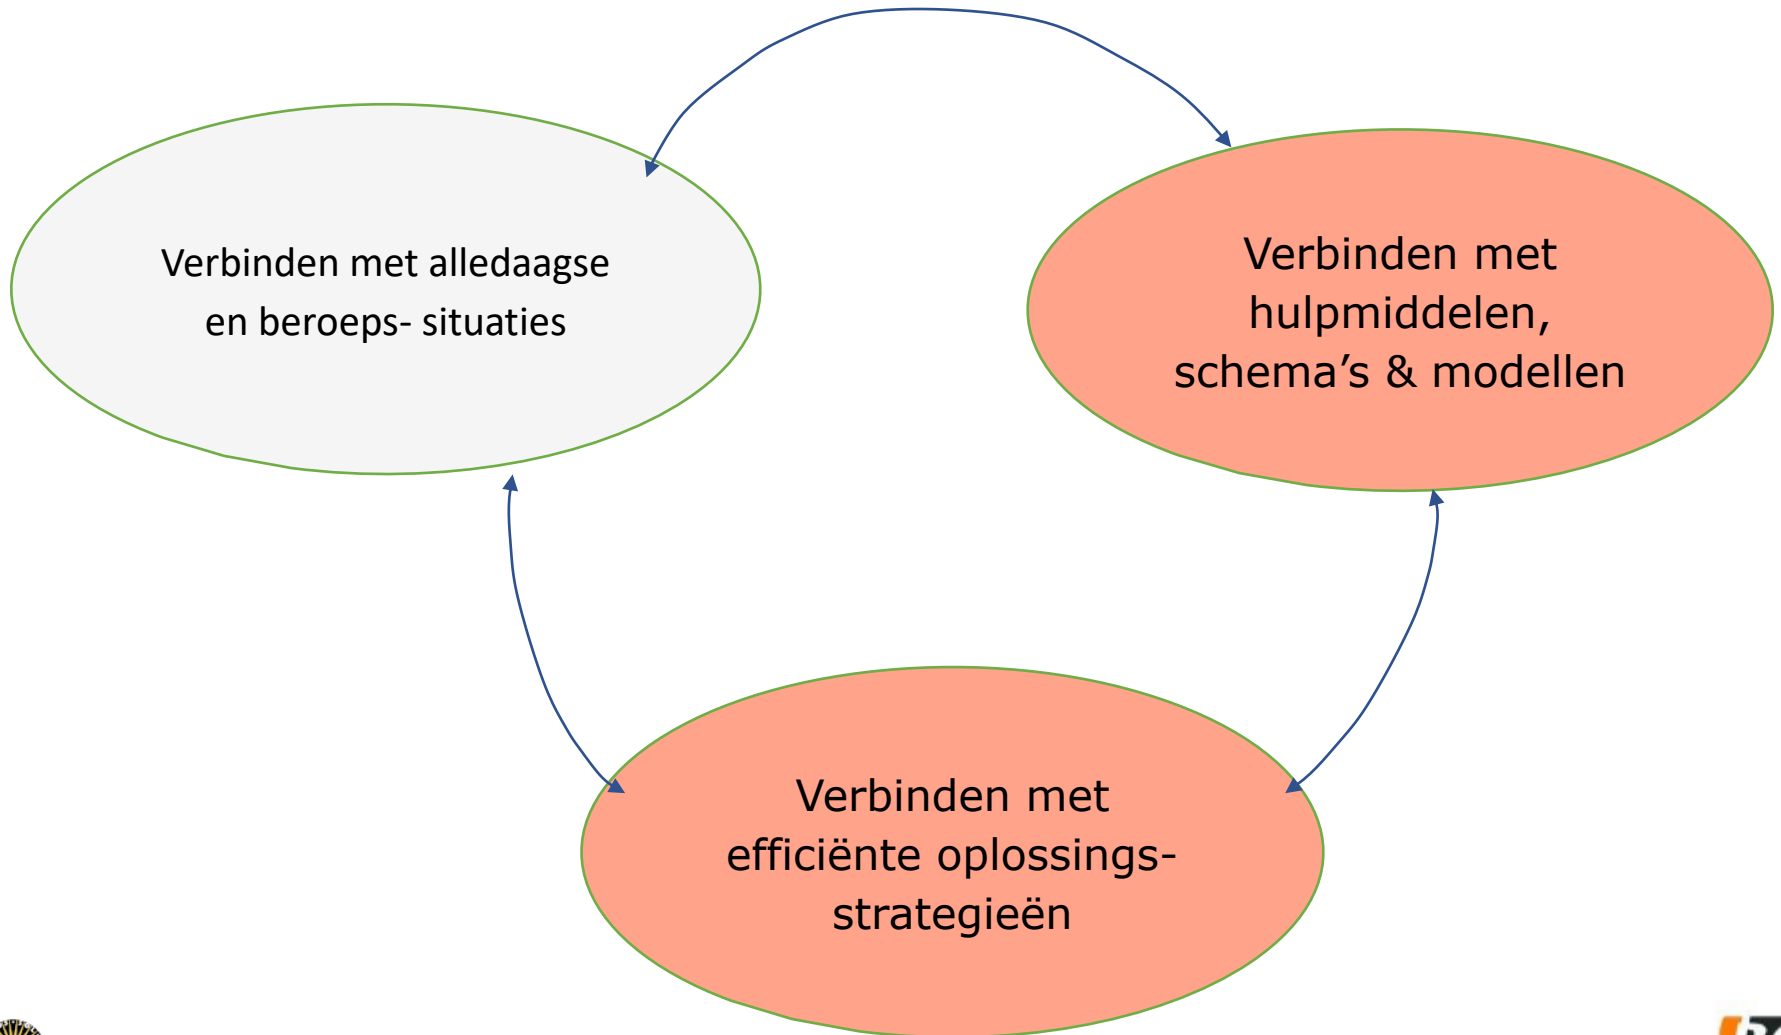 Verbinden met alledaagse
en beroeps- situaties
Verbinden met
hulpmiddelen,
schema’s & modellen
Verbinden met
efficiënte oplossings-
strategieën